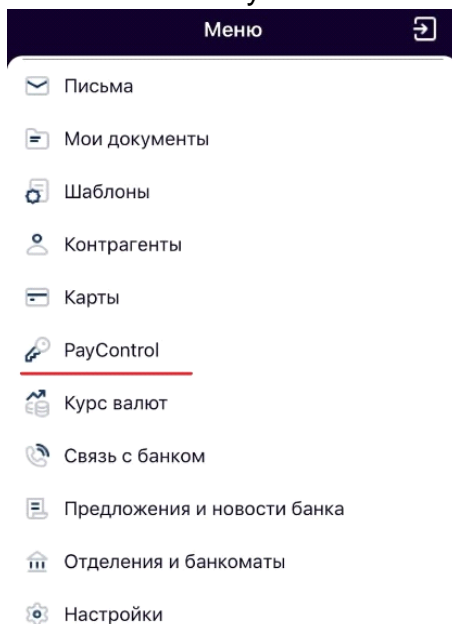 Меню
Письма
Мои документы
Шаблоны
Контрагенты
Карты
PayControl
Курс валют
Связь с банком
Предложения и новости банка
Отделения и банкоматы
Настройки